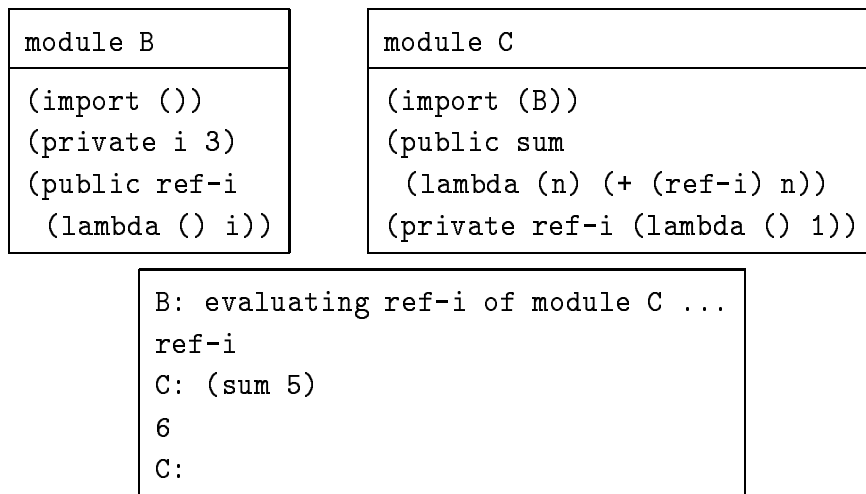 module B
(import ())
(private i 3)
(public ref-i
(lambda () i))
module C
(import (B))
(public sum
(lambda (n) (+ (ref-i) n))
(private ref-i (lambda () 1))
B: evaluating ref-i of module C ...
ref-i
C: (sum 5)
6
C: